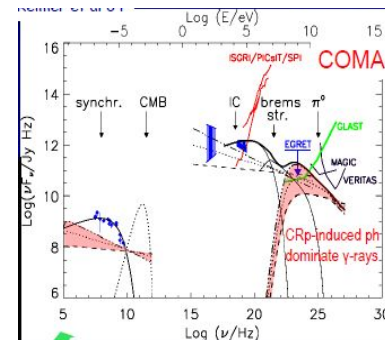 Log (E/eV)
-5 0 5 10
COMA
ISGRI/PICsIT/SPI
synchr. CMB IC brems π⁰
str.
GLAST
EGRET
MAGIC
VERITAS
CRp-induced ph
dominate γ-rays.
Log(νFν/Jy Hz)
16
14
12
10
8
6
5 10 15 20 25 30
Log (ν/Hz)